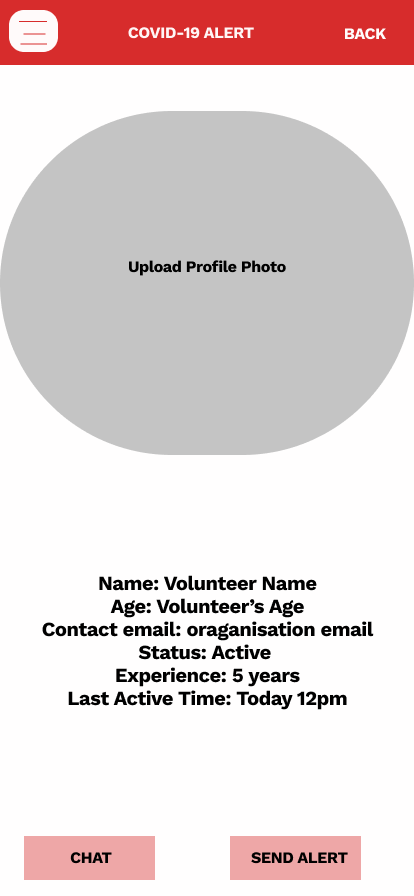 COVID-19 ALERT
BACK
Upload Profile Photo
Name: Volunteer Name
Age: Volunteer’s Age
Contact email: oraganisation email
Status: Active
Experience: 5 years
Last Active Time: Today 12pm
CHAT
SEND ALERT